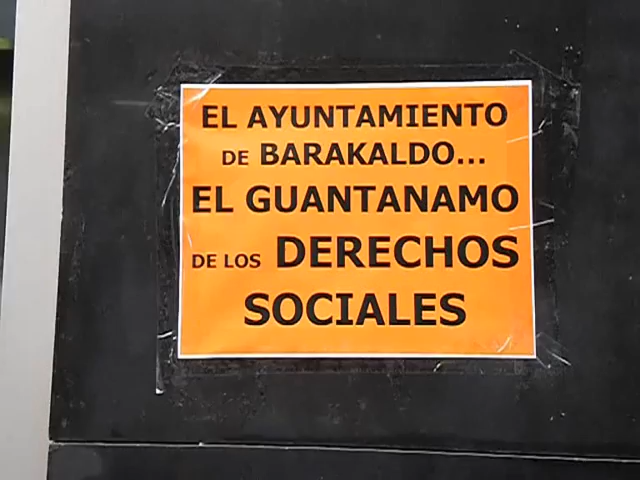 EL AYUNTAMIENTO
DE BARAKALDO...
EL GUANTANAMO
DE LOS DERECHOS
SOCIALES